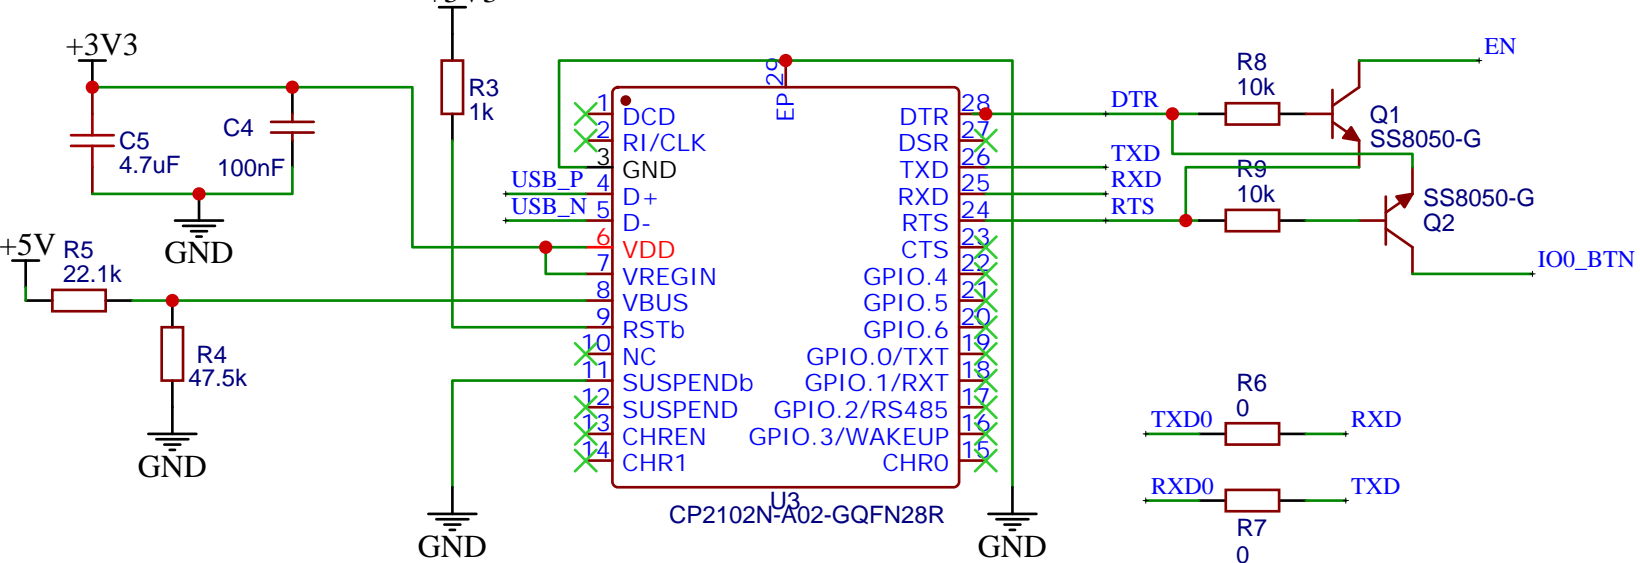 +3V3
+3V3
C5
4.7uF
C4
100nF
GND
+5V
R5
22.1k
R4
47.5k
GND
R3
1k
GND
USB_P
USB_N
EP
29
1 DCD
2 RI/CLK
3 GND
4 D+
5 D-
6 VDD
7 VREGIN
8 VBUS
9 RSTb
10 NC
11 SUSPENDb
12 SUSPEND
13 CHREN
14 CHR1
DTR 28
DSR 27
TXD 26
RXD 25
RTS 24
CTS 23
GPIO.4 22
GPIO.5 21
GPIO.6 20
GPIO.0/TXT 19
GPIO.1/RXT 18
GPIO.2/RS485 17
GPIO.3/WAKEUP 16
CHR0 15
U3
CP2102N-A02-GQFN28R
GND
DTR
TXD
RXD
RTS
R8
10k
R9
10k
EN
Q1
SS8050-G
SS8050-G
Q2
IO0_BTN
R6
0
TXD0
RXD
RXD0
TXD
R7
0